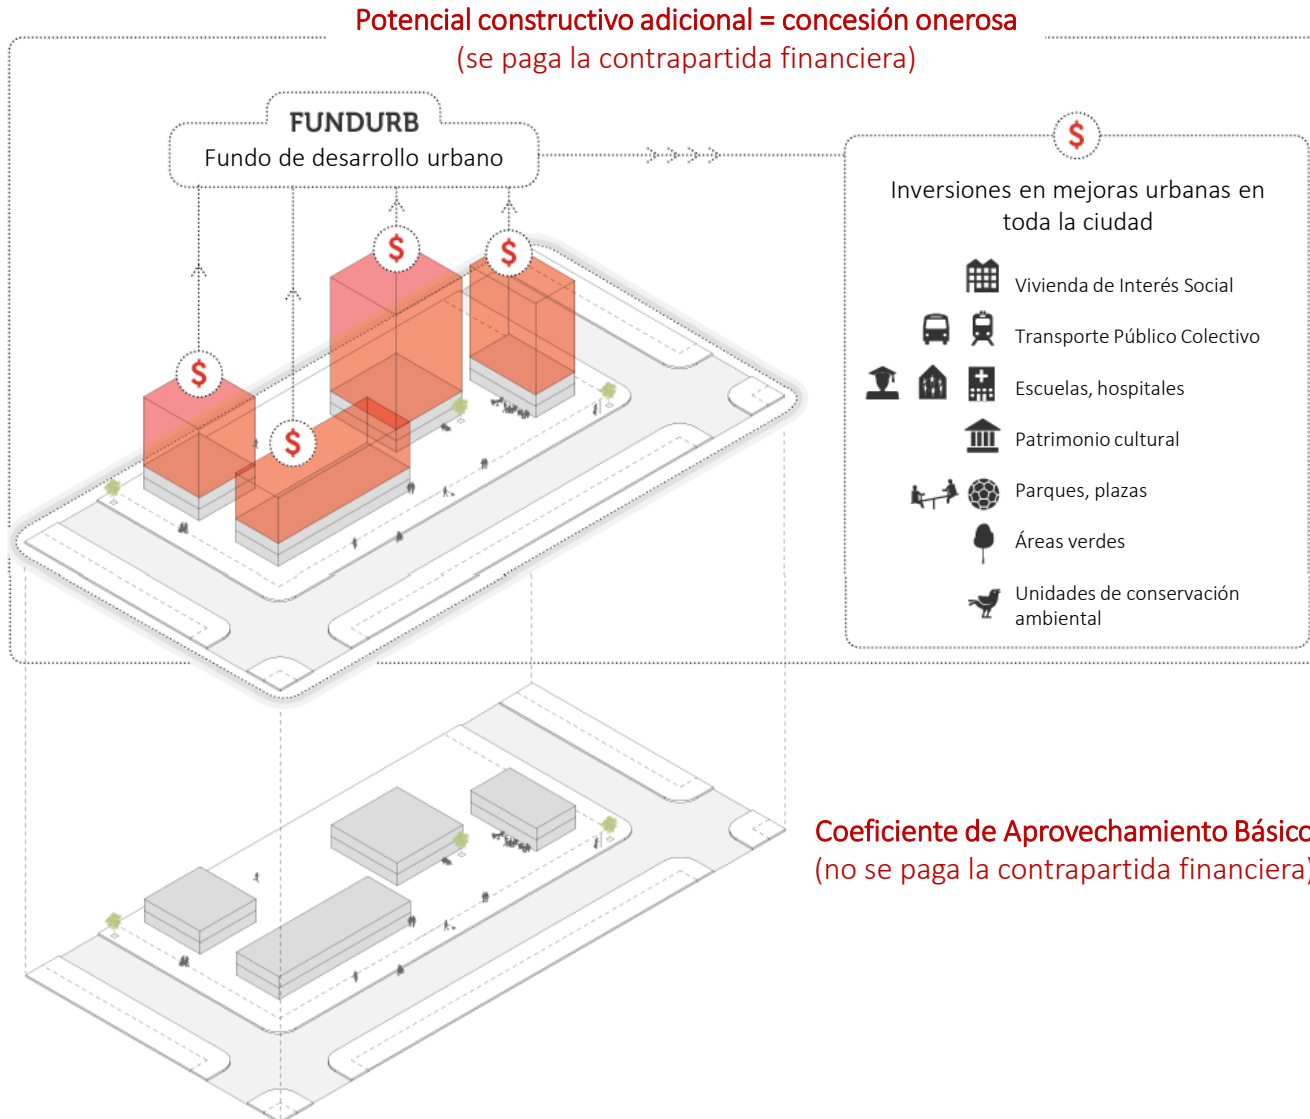 Potencial constructivo adicional = concesión onerosa
(se paga la contrapartida financiera)
FUNDURB
Fundo de desarrollo urbano
$
$
$
$
$
Inversiones en mejoras urbanas en
toda la ciudad
Vivienda de Interés Social
Transporte Público Colectivo
Escuelas, hospitales
Patrimonio cultural
Parques, plazas
Áreas verdes
Unidades de conservación
ambiental
Coeficiente de Aprovechamiento Básico
(no se paga la contrapartida financiera)